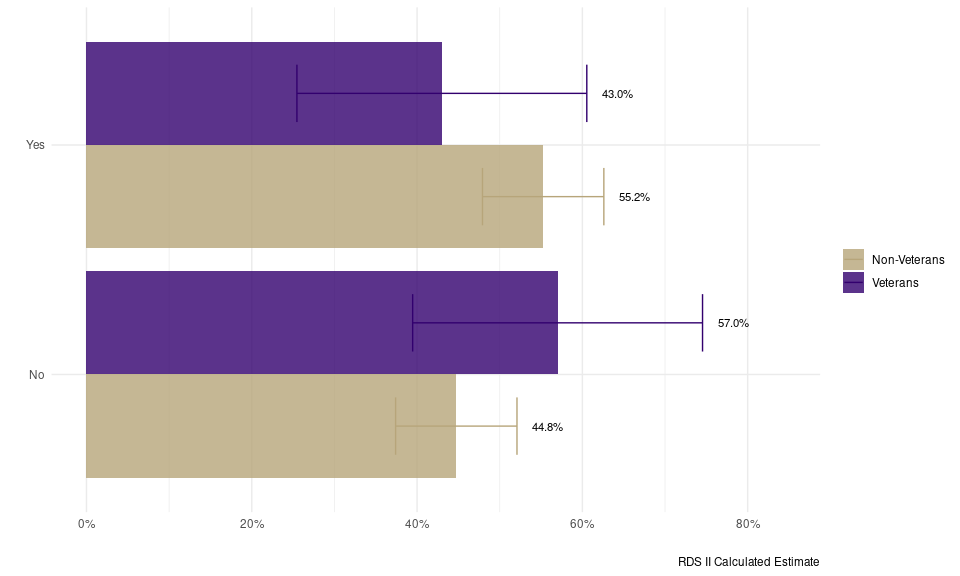 43.0%
Yes
55.2%
Non-Veterans
Veterans
57.0%
No
44.8%
0% 20% 40% 60% 80%
RDS II Calculated Estimate